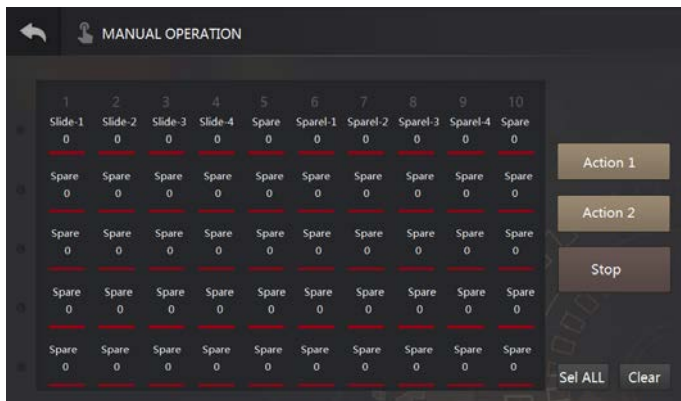 MANUAL OPERATION
1 2 3 4 5 6 7 8 9 10
Slide-1 Slide-2 Slide-3 Slide-4 Spare Sparel-1 Sparel-2 Sparel-3 Sparel-4 Spare
0 0 0 0 0 0 0 0 0 0
Action 1
Spare Spare Spare Spare Spare Spare Spare Spare Spare Spare
0 0 0 0 0 0 0 0 0 0
Action 2
Spare Spare Spare Spare Spare Spare Spare Spare Spare Spare
0 0 0 0 0 0 0 0 0 0
Stop
Spare Spare Spare Spare Spare Spare Spare Spare Spare Spare
0 0 0 0 0 0 0 0 0 0
Spare Spare Spare Spare Spare Spare Spare Spare Spare Spare
0 0 0 0 0 0 0 0 0 0
Sel ALL Clear